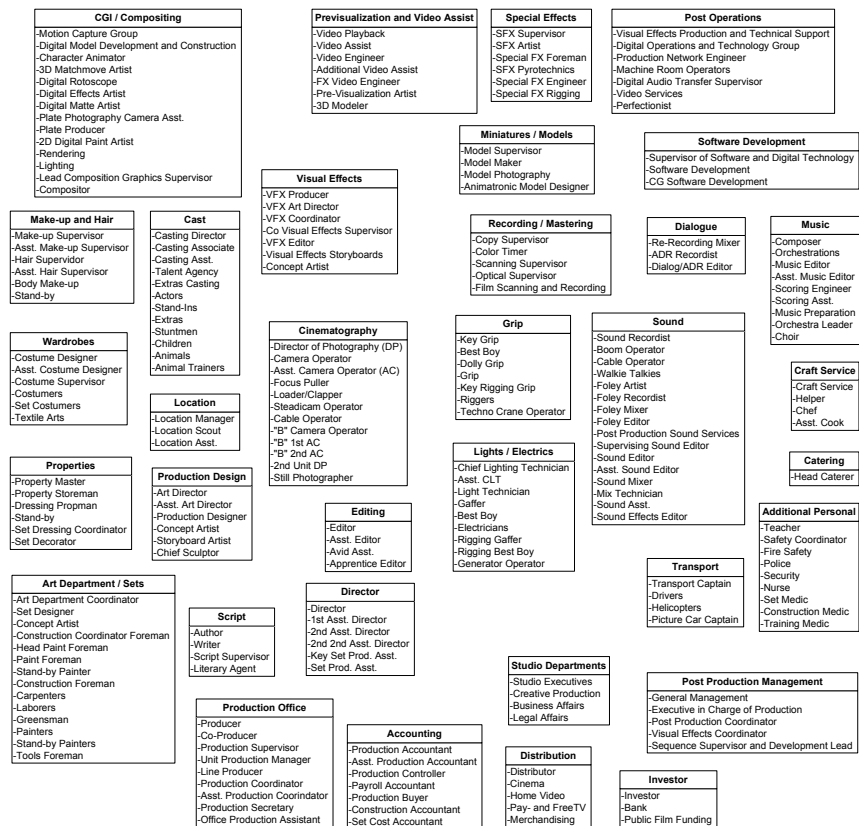 CGI / Compositing
-Motion Capture Group
-Digital Model Development and Construction
-Character Animator
-3D Matchmove Artist
-Digital Rotoscope
-Digital Effects Artist
-Digital Matte Artist
-Plate Photography Camera Asst.
-Plate Producer
-2D Digital Paint Artist
-Rendering
-Lighting
-Lead Composition Graphics Supervisor
-Compositor
Previsualization and Video Assist
-Video Playback
-Video Assist
-Video Engineer
-Additional Video Assist
-FX Video Engineer
-Pre-Visualization Artist
-3D Modeler
Special Effects
-SFX Supervisor
-SFX Artist
-Special FX Foreman
-SFX Pyrotechnics
-Special FX Engineer
-Special FX Rigging
Post Operations
-Visual Effects Production and Technical Support
-Digital Operations and Technology Group
-Production Network Engineer
-Machine Room Operators
-Digital Audio Transfer Supervisor
-Video Services
-Perfectionist
Miniatures / Models
-Model Supervisor
-Model Maker
-Model Photography
-Animatronic Model Designer
Software Development
-Supervisor of Software and Digital Technology
-Software Development
-CG Software Development
Visual Effects
-VFX Producer
-VFX Art Director
-VFX Coordinator
-Co Visual Effects Supervisor
-VFX Editor
-Visual Effects Storyboards
-Concept Artist
Make-up and Hair
-Make-up Supervisor
-Asst. Make-up Supervisor
-Hair Supervidor
-Asst. Hair Supervisor
-Body Make-up
-Stand-by
Cast
-Casting Director
-Casting Associate
-Casting Asst.
-Talent Agency
-Extras Casting
-Actors
-Stand-Ins
-Extras
-Stuntmen
-Children
-Animals
-Animal Trainers
Recording / Mastering
-Copy Supervisor
-Color Timer
-Scanning Supervisor
-Optical Supervisor
-Film Scanning and Recording
Dialogue
-Re-Recording Mixer
-ADR Recordist
-Dialog/ADR Editor
Music
-Composer
-Orchestrations
-Music Editor
-Asst. Music Editor
-Scoring Engineer
-Scoring Asst.
-Music Preparation
-Orchestra Leader
-Choir
Wardrobes
-Costume Designer
-Asst. Costume Designer
-Costume Supervisor
-Costumers
-Set Costumers
-Textile Arts
Cinematography
-Director of Photography (DP)
-Camera Operator
-Asst. Camera Operator (AC)
-Focus Puller
-Loader/Clapper
-Steadicam Operator
-Cable Operator
-"B" Camera Operator
-"B" 1st AC
-"B" 2nd AC
-2nd Unit DP
-Still Photographer
Grip
-Key Grip
-Best Boy
-Dolly Grip
-Grip
-Key Rigging Grip
-Riggers
-Techno Crane Operator
Sound
-Sound Recordist
-Boom Operator
-Cable Operator
-Walkie Talkies
-Foley Artist
-Foley Recordist
-Foley Mixer
-Foley Editor
-Post Production Sound Services
-Supervising Sound Editor
-Sound Editor
-Asst. Sound Editor
-Sound Mixer
-Mix Technician
-Sound Asst.
-Sound Effects Editor
Craft Service
-Craft Service
-Helper
-Chef
-Asst. Cook
Location
-Location Manager
-Location Scout
-Location Asst.
Lights / Electrics
-Chief Lighting Technician
-Asst. CLT
-Light Technician
-Gaffer
-Best Boy
-Electricians
-Rigging Gaffer
-Rigging Best Boy
-Generator Operator
Catering
-Head Caterer
Properties
-Property Master
-Property Storeman
-Dressing Propman
-Stand-by
-Set Dressing Coordinator
-Set Decorator
Production Design
-Art Director
-Asst. Art Director
-Production Designer
-Concept Artist
-Storyboard Artist
-Chief Sculptor
Editing
-Editor
-Asst. Editor
-Avid Asst.
-Apprentice Editor
Additional Personal
-Teacher
-Safety Coordinator
-Fire Safety
-Police
-Security
-Nurse
-Set Medic
-Construction Medic
-Training Medic
Transport
-Transport Captain
-Drivers
-Helicopters
-Picture Car Captain
Art Department / Sets
-Art Department Coordinator
-Set Designer
-Concept Artist
-Construction Coordinator Foreman
-Head Paint Foreman
-Paint Foreman
-Stand-by Painter
-Construction Foreman
-Carpenters
-Laborers
-Greensman
-Painters
-Stand-by Painters
-Tools Foreman
Script
-Author
-Writer
-Script Supervisor
-Literary Agent
Director
-Director
-1st Asst. Director
-2nd Asst. Director
-2nd 2nd Asst. Director
-Key Set Prod. Asst.
-Set Prod. Asst.
Studio Departments
-Studio Executives
-Creative Production
-Business Affairs
-Legal Affairs
Post Production Management
-General Management
-Executive in Charge of Production
-Post Production Coordinator
-Visual Effects Coordinator
-Sequence Supervisor and Development Lead
Production Office
-Producer
-Co-Producer
-Production Supervisor
-Unit Production Manager
-Line Producer
-Production Coordinator
-Asst. Production Coorindator
-Production Secretary
-Office Production Assistant
Accounting
-Production Accountant
-Asst. Production Accountant
-Production Controller
-Payroll Accountant
-Production Buyer
-Construction Accountant
-Set Cost Accountant
Distribution
-Distributor
-Cinema
-Home Video
-Pay- and FreeTV
-Merchandising
Investor
-Investor
-Bank
-Public Film Funding